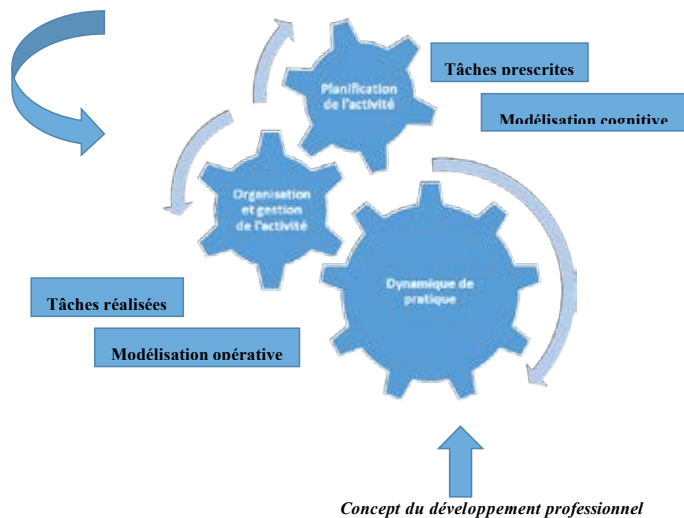 Planification
de l'activité
Tâches prescrites
Modélisation cognitive
Organisation
et gestion
de l'activité
Dynamique de
pratique
Tâches réalisées
Modélisation opérative
Concept du développement professionnel